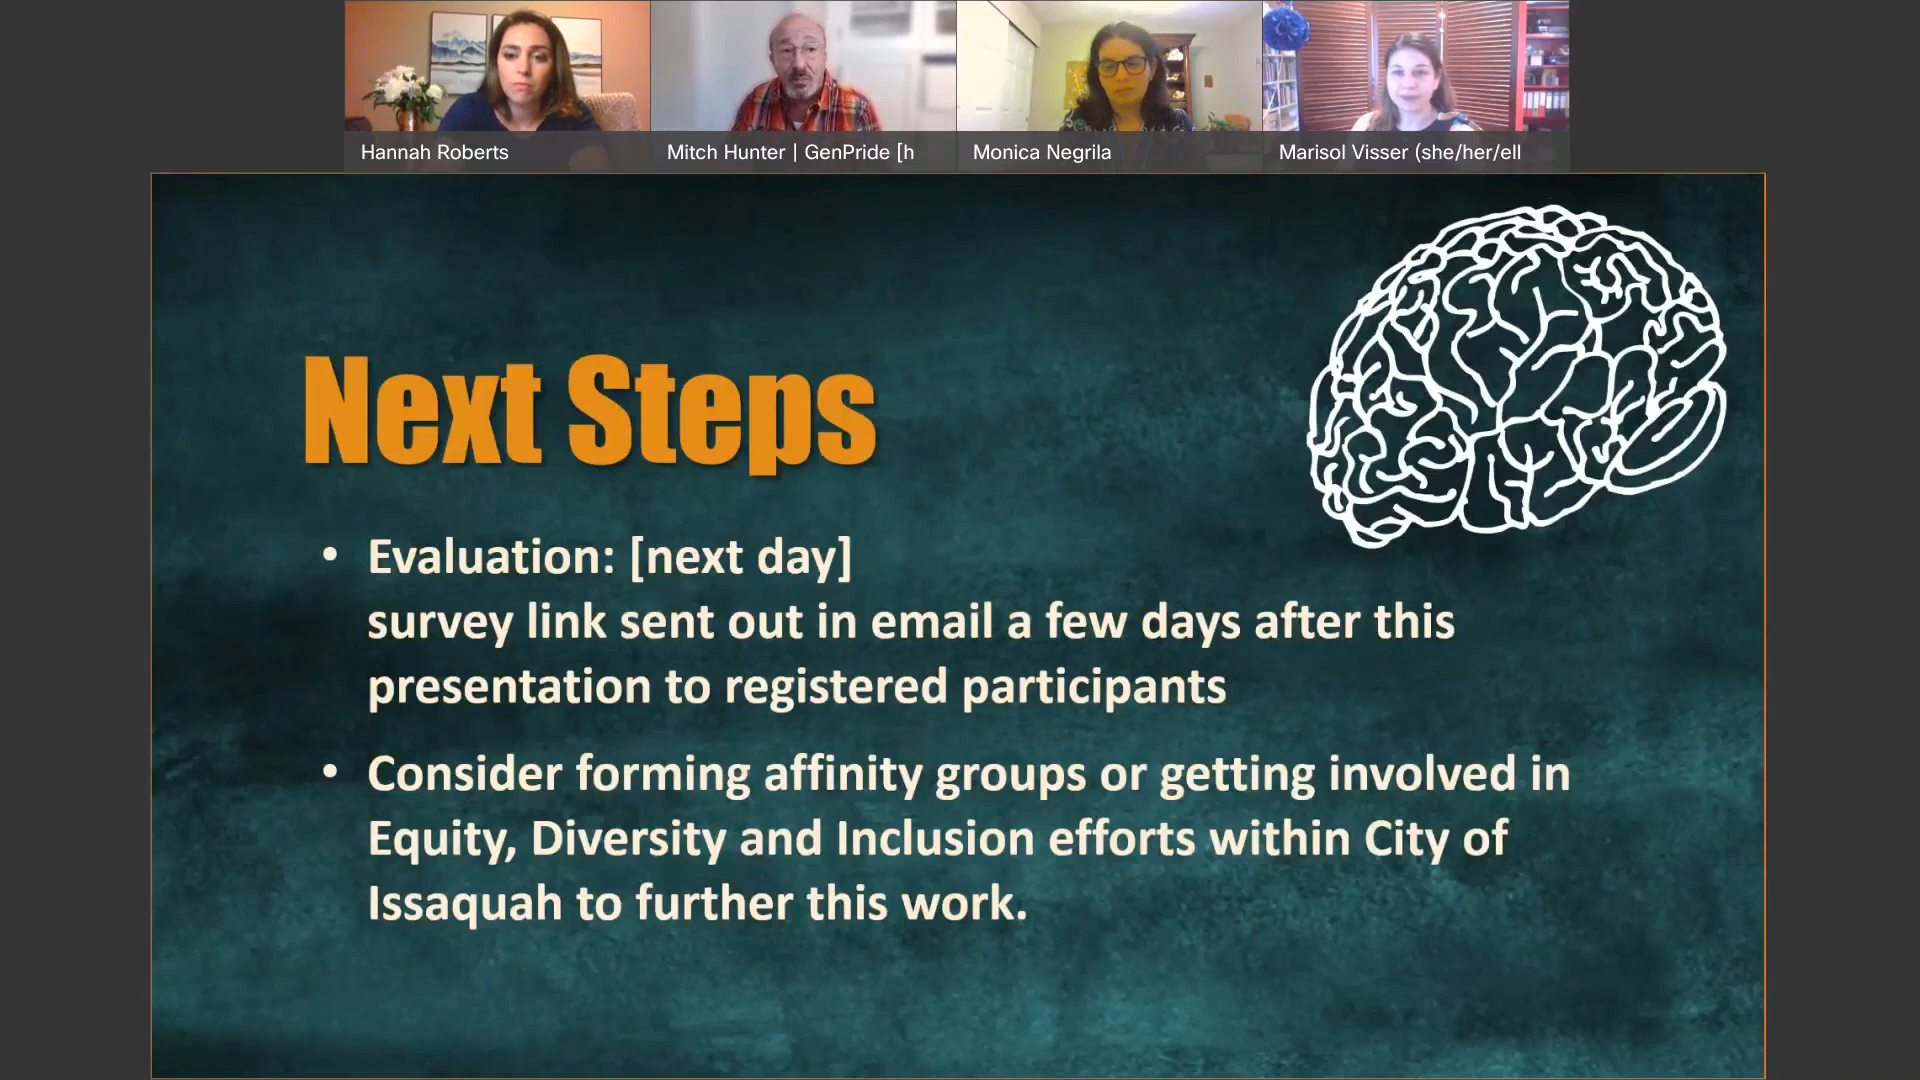 Hannah Roberts
Mitch Hunter | GenPride [h
Monica Negrila
Marisol Visser (she/her/ell
Next Steps
• Evaluation: [next day]
survey link sent out in email a few days after this
presentation to registered participants
• Consider forming affinity groups or getting involved in
Equity, Diversity and Inclusion efforts within City of
Issaquah to further this work.